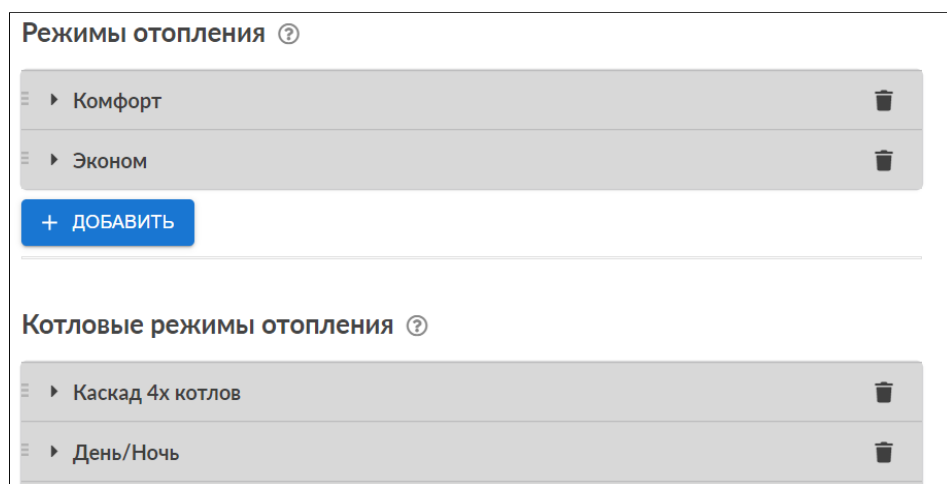 Режимы отопления ?
Комфорт
Эконом
+ ДОБАВИТЬ
Котловые режимы отопления ?
Каскад 4х котлов
День/Ночь